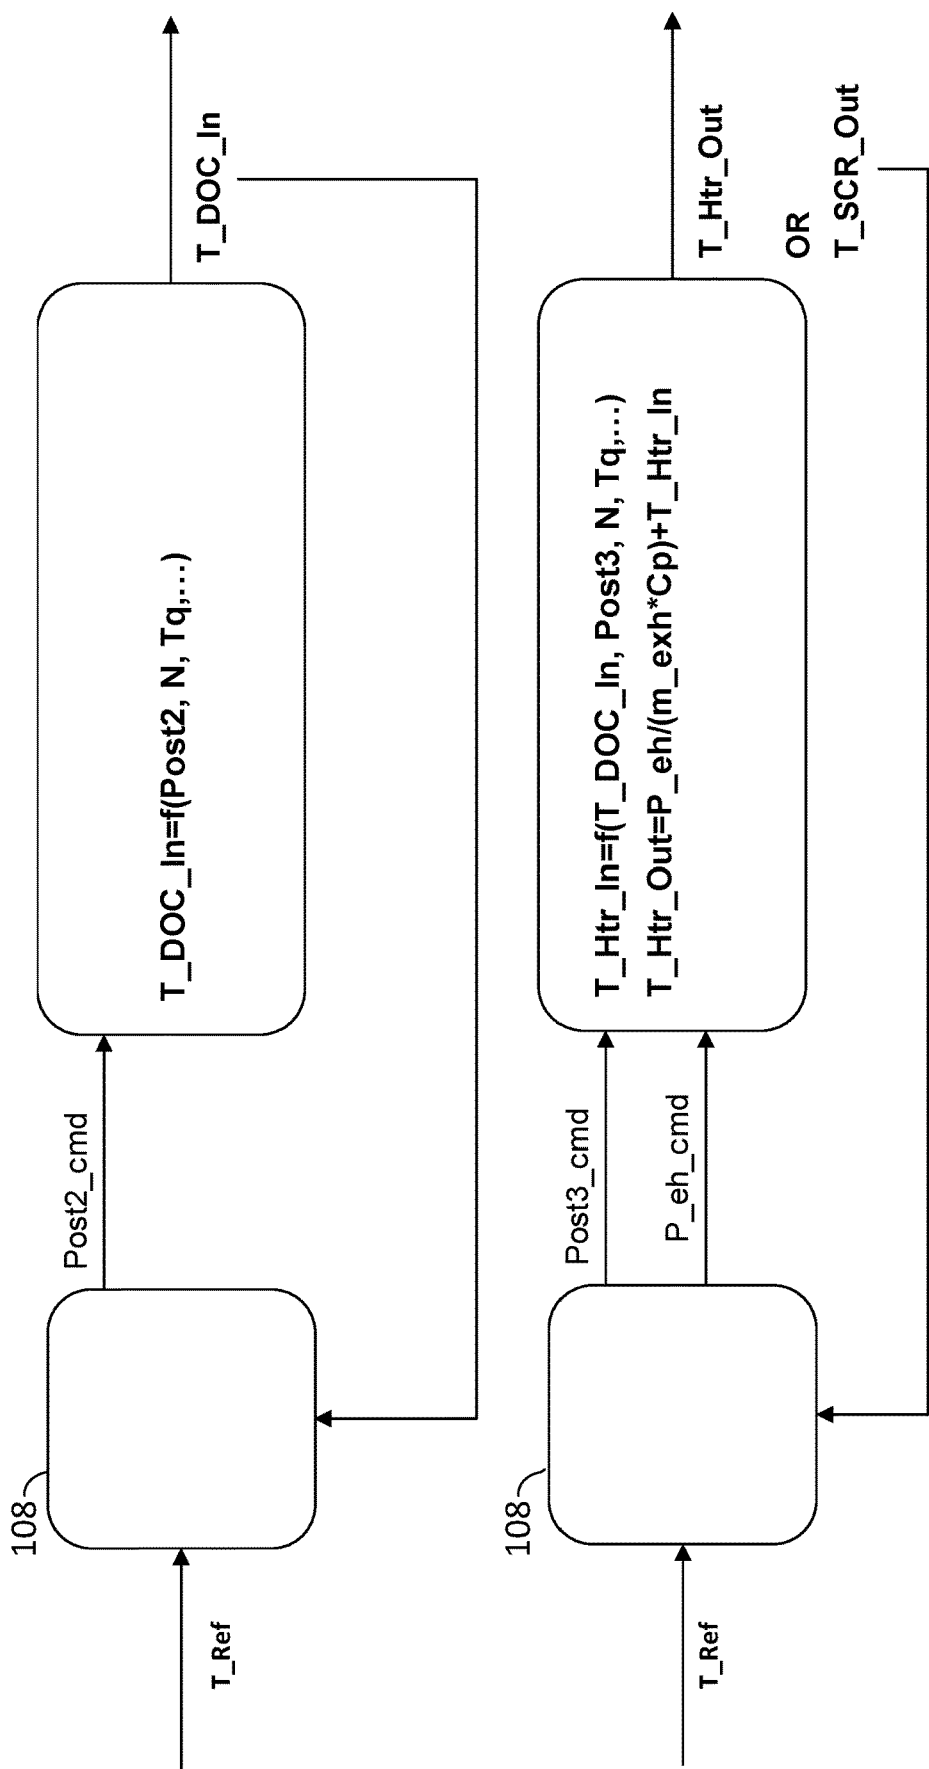 T_Ref
108
Post2_cmd
T_DOC_In=f(Post2, N, Tq,...)
T_DOC_In
T_Ref
108
Post3_cmd
P_eh_cmd
T_Htr_In=f(T_DOC_In, Post3, N, Tq,...)
T_Htr_Out=P_eh/(m_exh*Cp)+T_Htr_In
T_Htr_Out
OR
T_SCR_Out